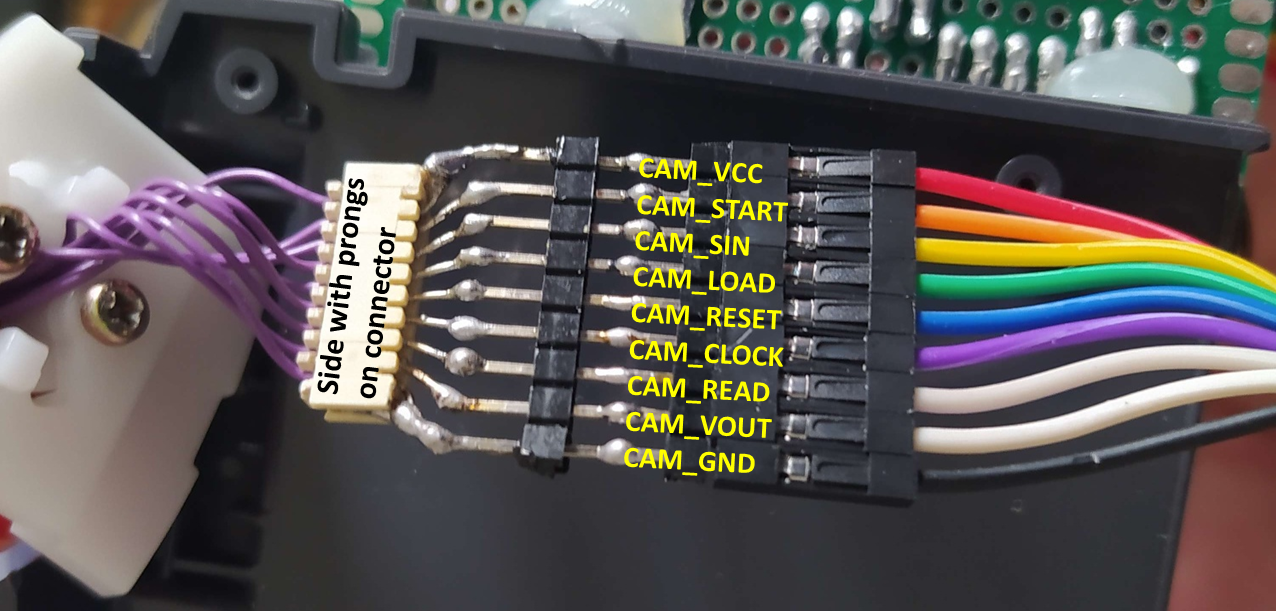 Side with prongs
on connector
CAM_VCC
CAM_START
CAM_SIN
CAM_LOAD
CAM_RESET
CAM_CLOCK
CAM_READ
CAM_VOUT
CAM_GND